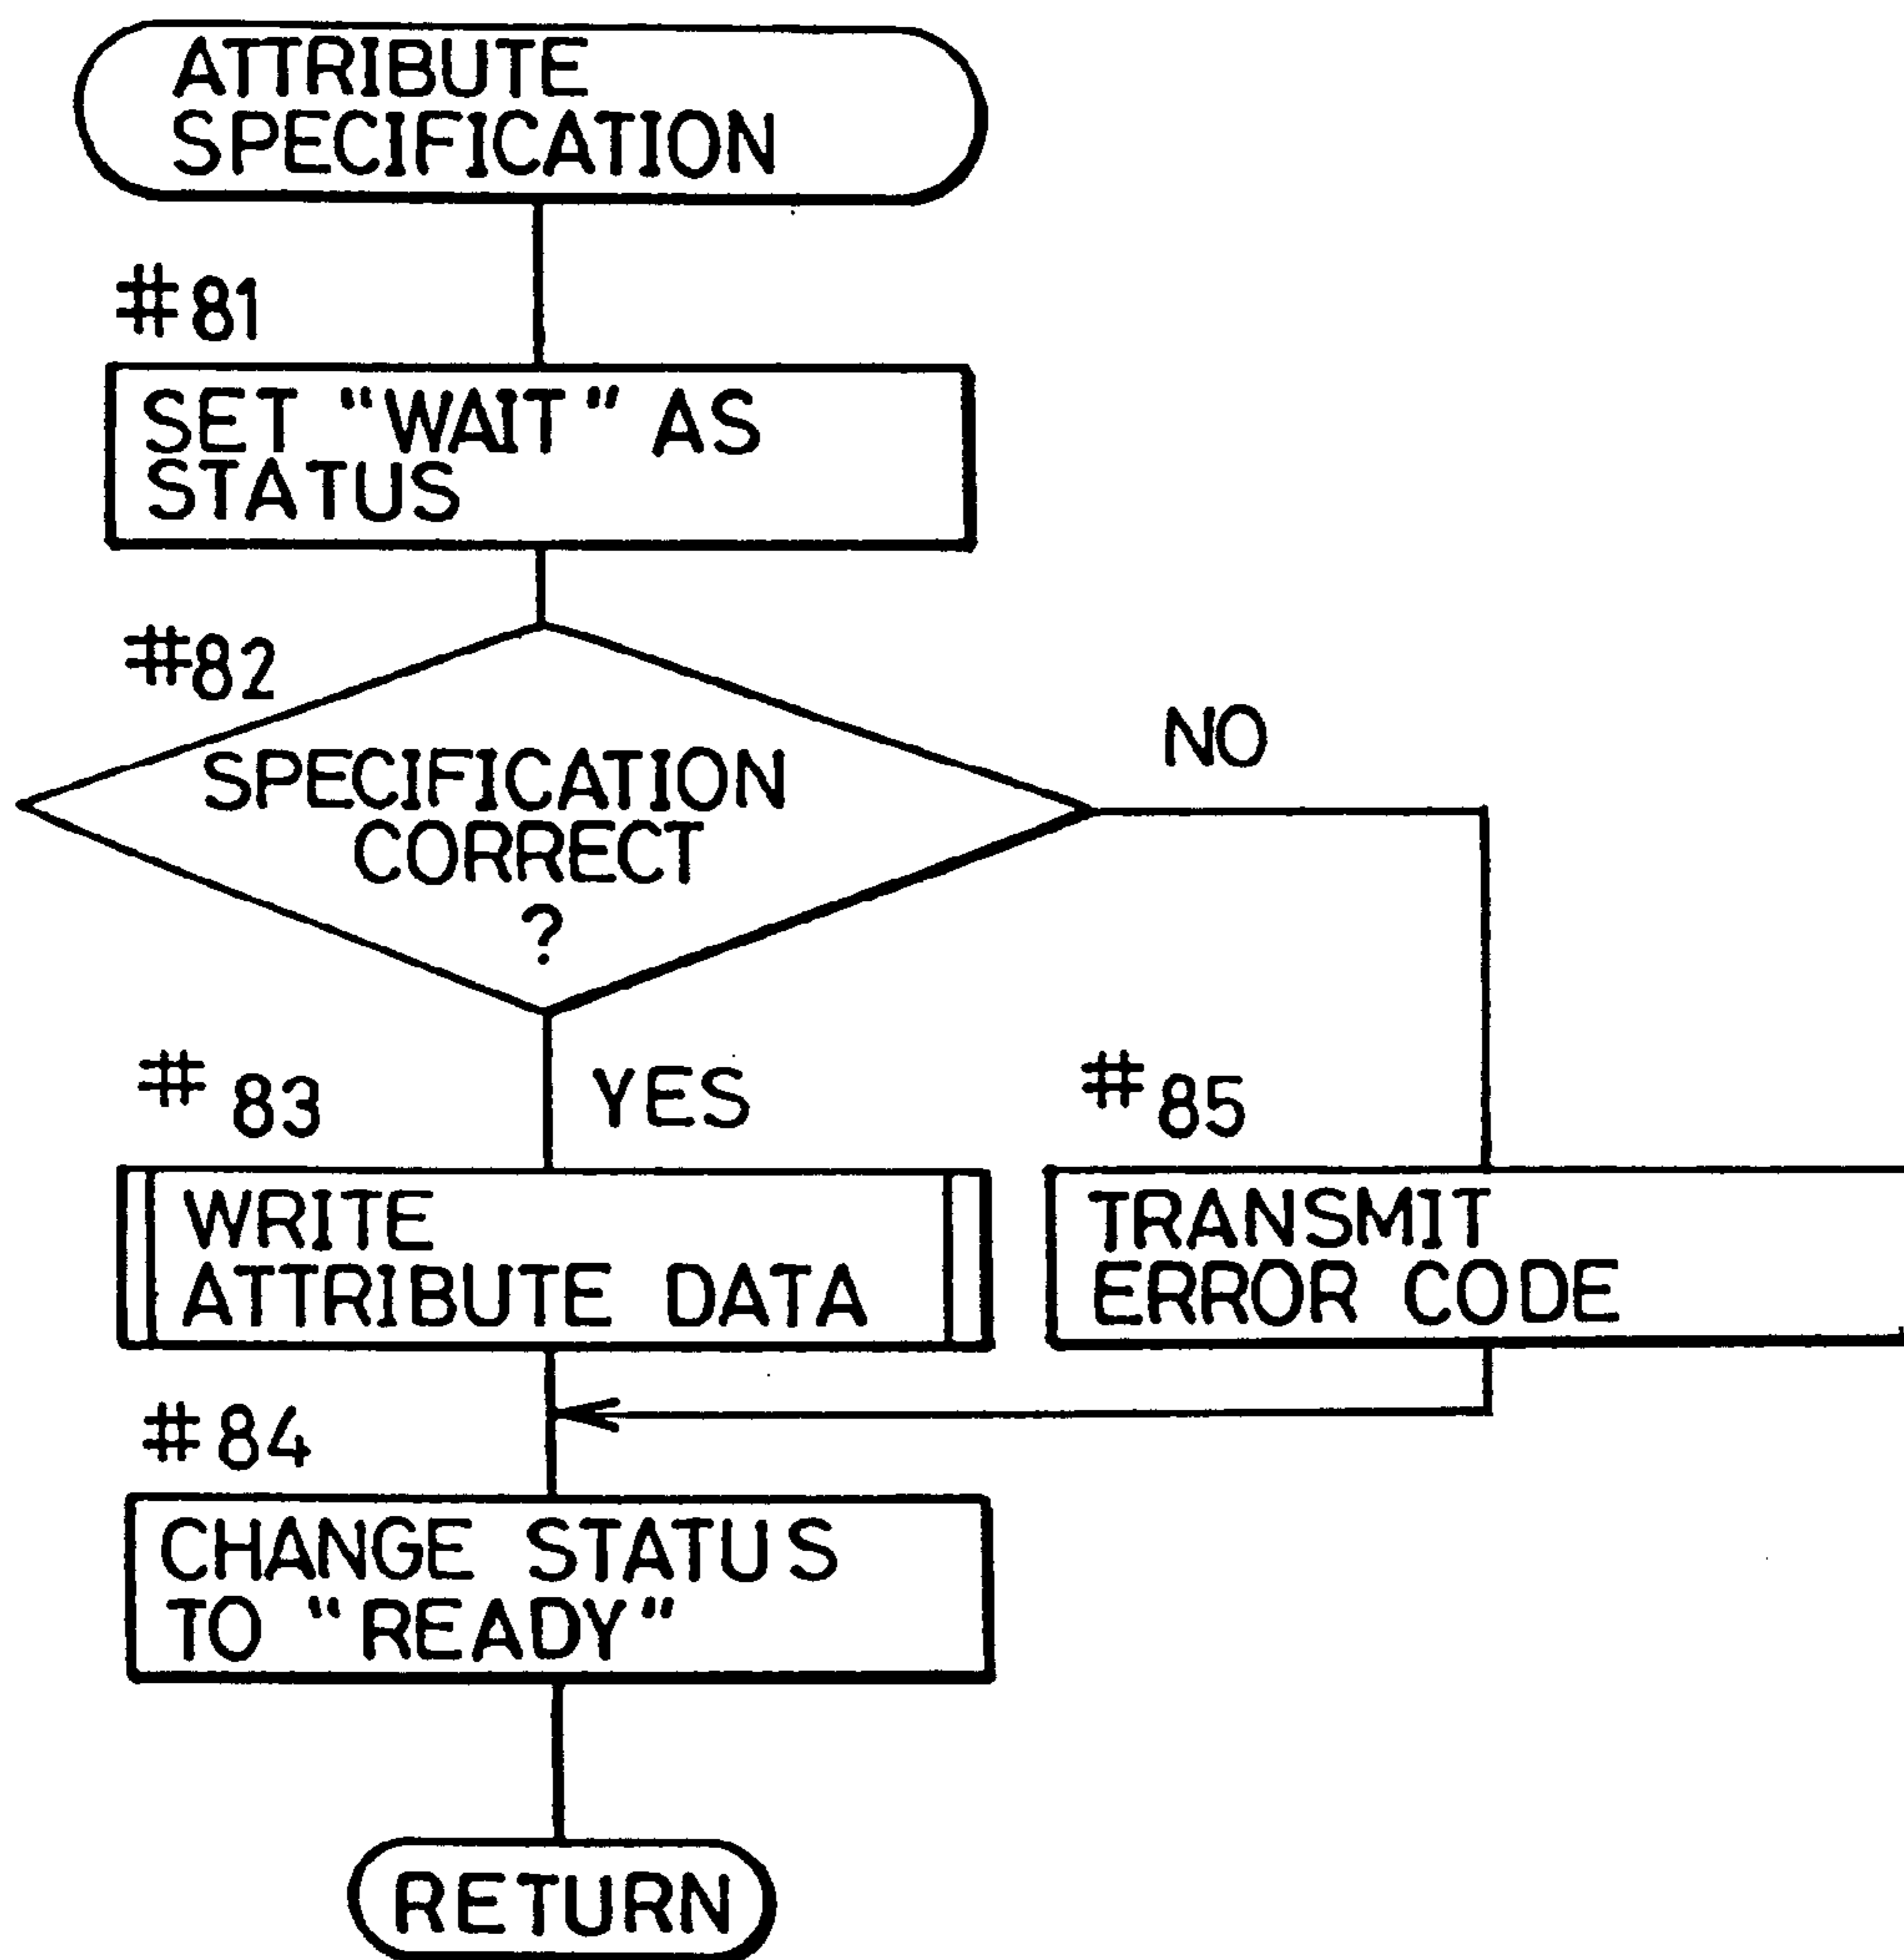 ATTRIBUTE
SPECIFICATION
#81
SET "WAIT" AS
STATUS
#82
SPECIFICATION
CORRECT
?
NO
#83
YES
#85
WRITE
ATTRIBUTE DATA
TRANSMIT
ERROR CODE
#84
CHANGE STATUS
TO "READY"
RETURN